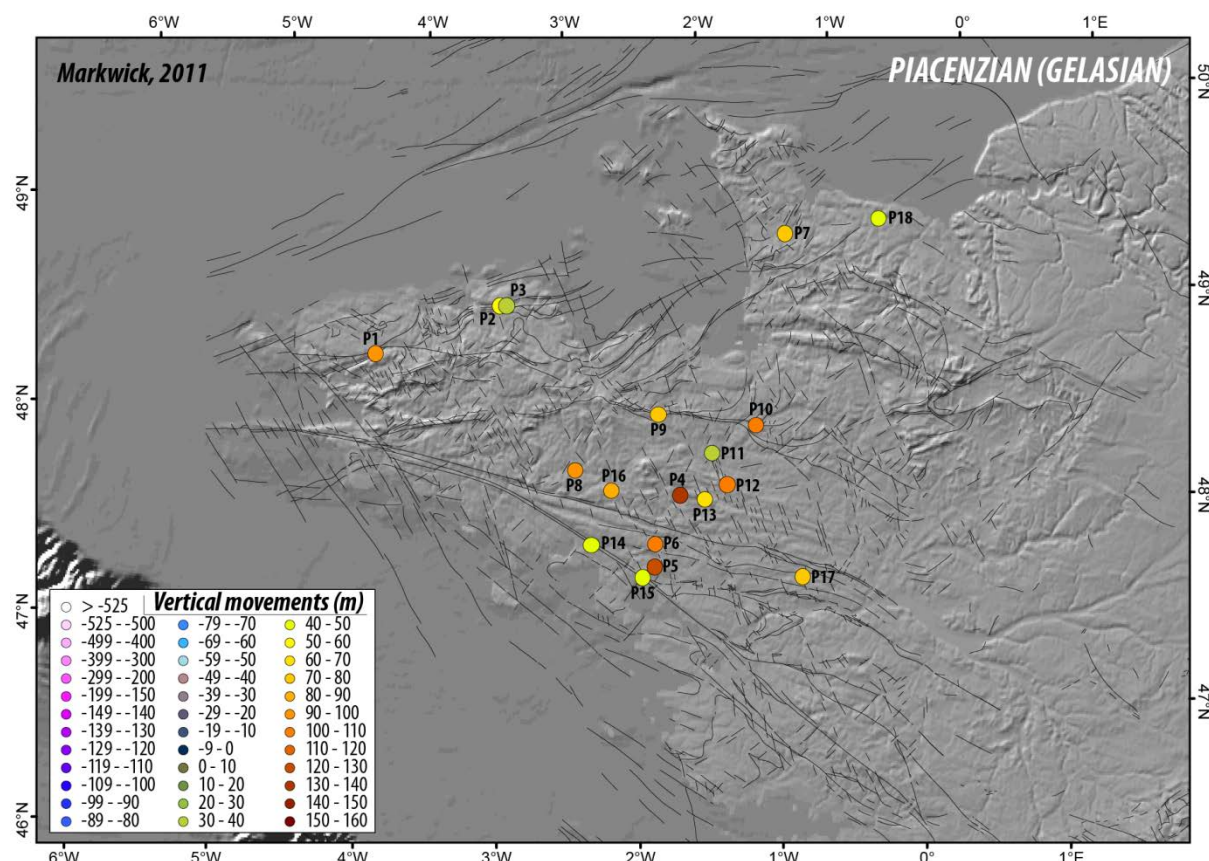 6°W 5°W 4°W 3°W 2°W 1°W 0° 1°E
Markwick, 2011
PIACENZIAN (GELASIAN)
50°N
49°N
P18
P7
49°N
P3
P2
P1
48°N
P10
P9
P11
P16 P4 P12
P8
48°N
P13
P14 P6
P5
P17
P15
47°N
Vertical movements (m)
> -525
-525 - -500
-499 - -400
-399 - -300
-299 - -200
-199 - -150
-149 - -140
-139 - -130
-129 - -120
-119 - -110
-109 - -100
-99 - -90
-89 - -80
-79 - -70
-69 - -60
-59 - -50
-49 - -40
-39 - -30
-29 - -20
-19 - -10
-9 - 0
0 - 10
10 - 20
20 - 30
30 - 40
40 - 50
50 - 60
60 - 70
70 - 80
80 - 90
90 - 100
100 - 110
110 - 120
120 - 130
130 - 140
140 - 150
150 - 160
47°N
46°N
6°W 5°W 4°W 3°W 2°W 1°W 0° 1°E